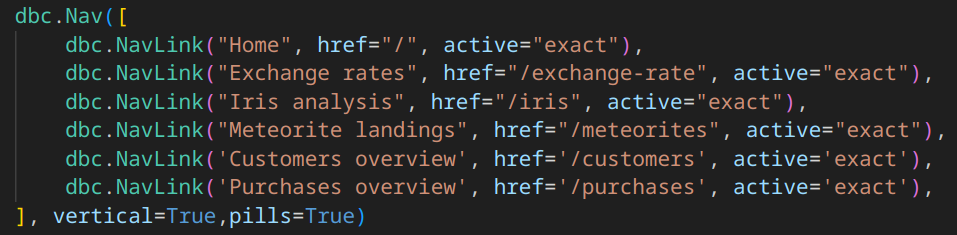 dbc.Nav([
    dbc.NavLink("Home", href="/", active="exact"),
    dbc.NavLink("Exchange rates", href="/exchange-rate", active="exact"),
    dbc.NavLink("Iris analysis", href="/iris", active="exact"),
    dbc.NavLink("Meteorite landings", href="/meteorites", active="exact"),
    dbc.NavLink('Customers overview', href='/customers', active='exact'),
    dbc.NavLink('Purchases overview', href='/purchases', active='exact'),
], vertical=True,pills=True)